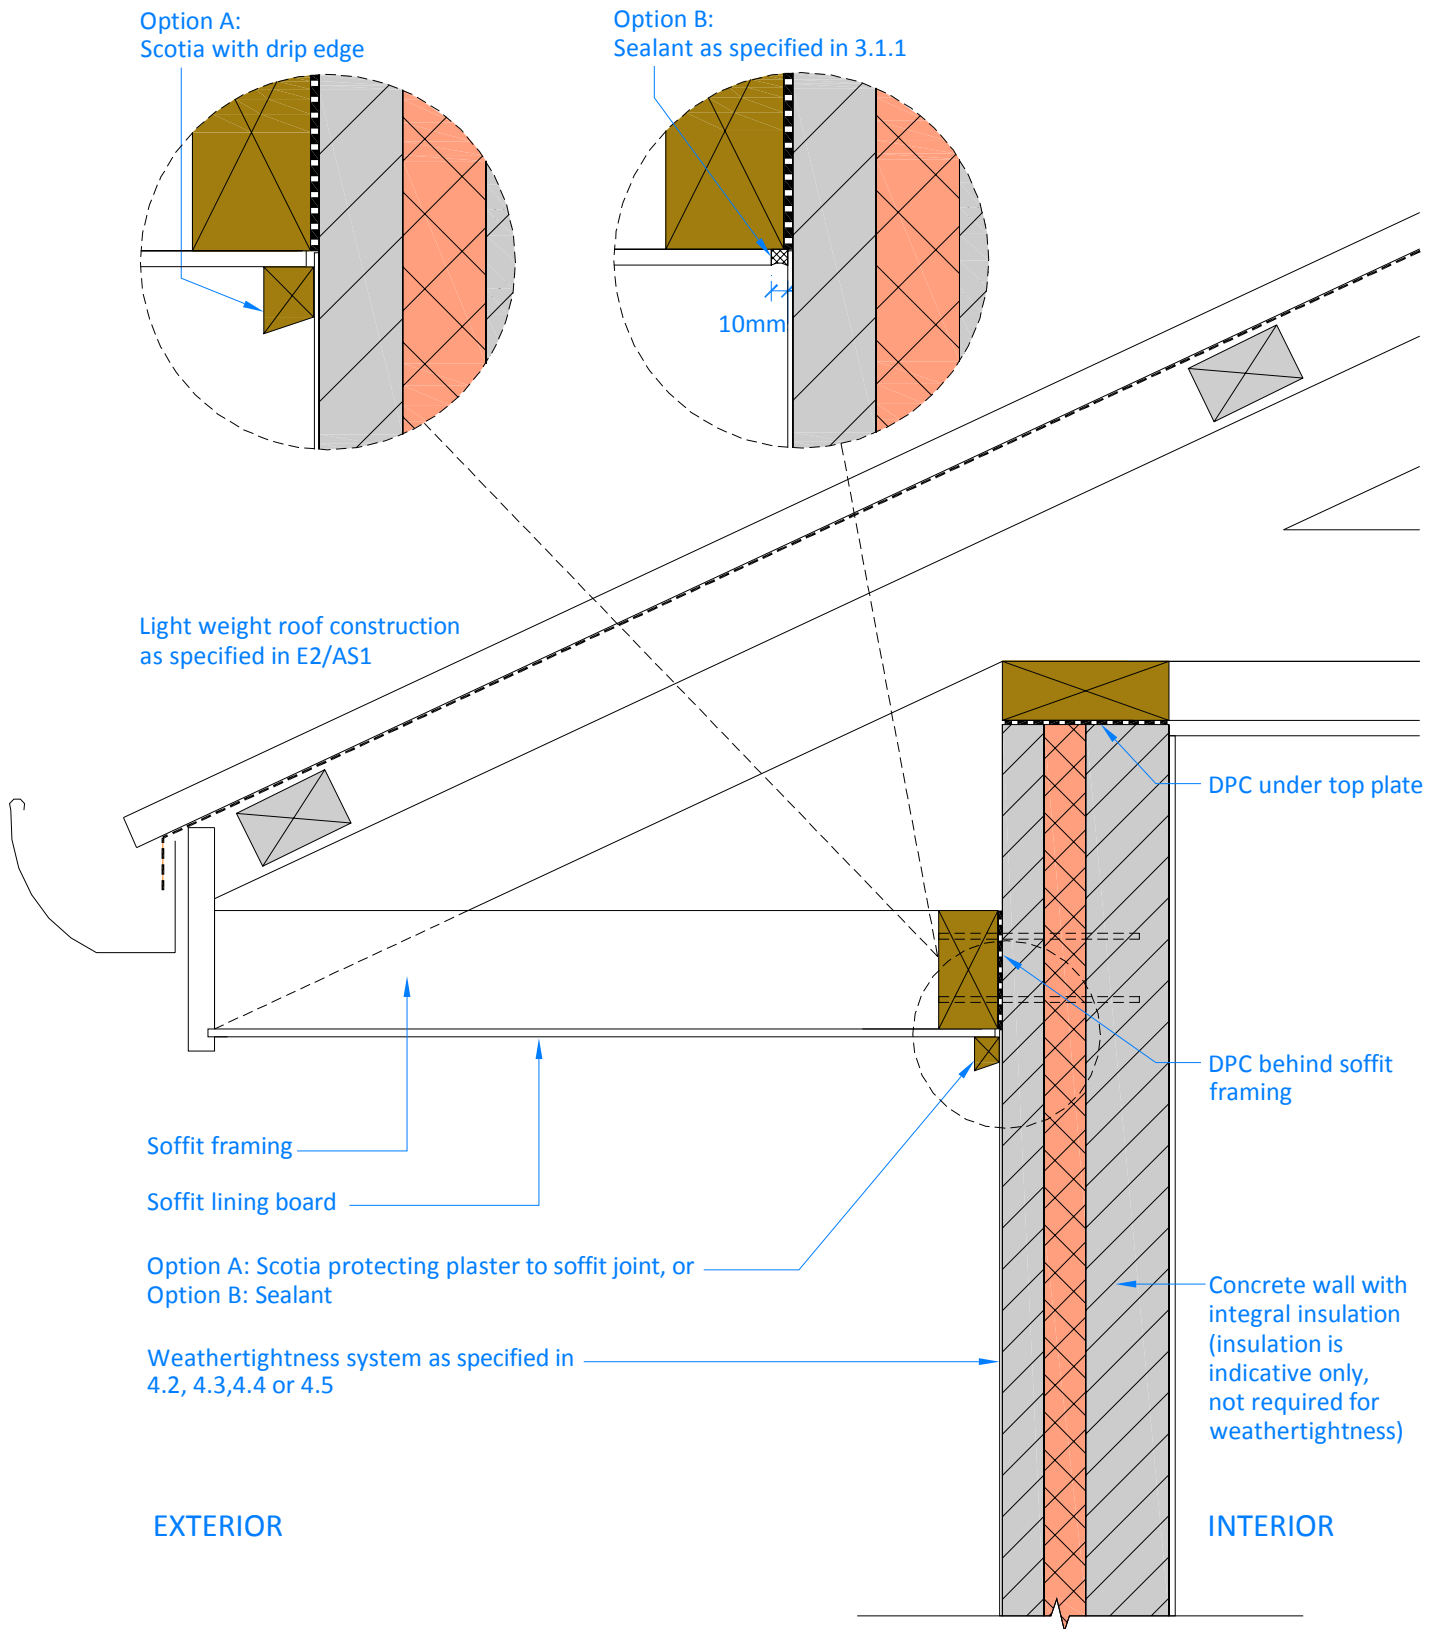 Option A:
Scotia with drip edge
Option B:
Sealant as specified in 3.1.1
10mm
Light weight roof construction
as specified in E2/AS1
DPC under top plate
DPC behind soffit
framing
Soffit framing
Soffit lining board
Option A: Scotia protecting plaster to soffit joint, or
Option B: Sealant
Concrete wall with
integral insulation
(insulation is
indicative only,
not required for
weathertightness)
Weathertightness system as specified in
4.2, 4.3,4.4 or 4.5
EXTERIOR
INTERIOR